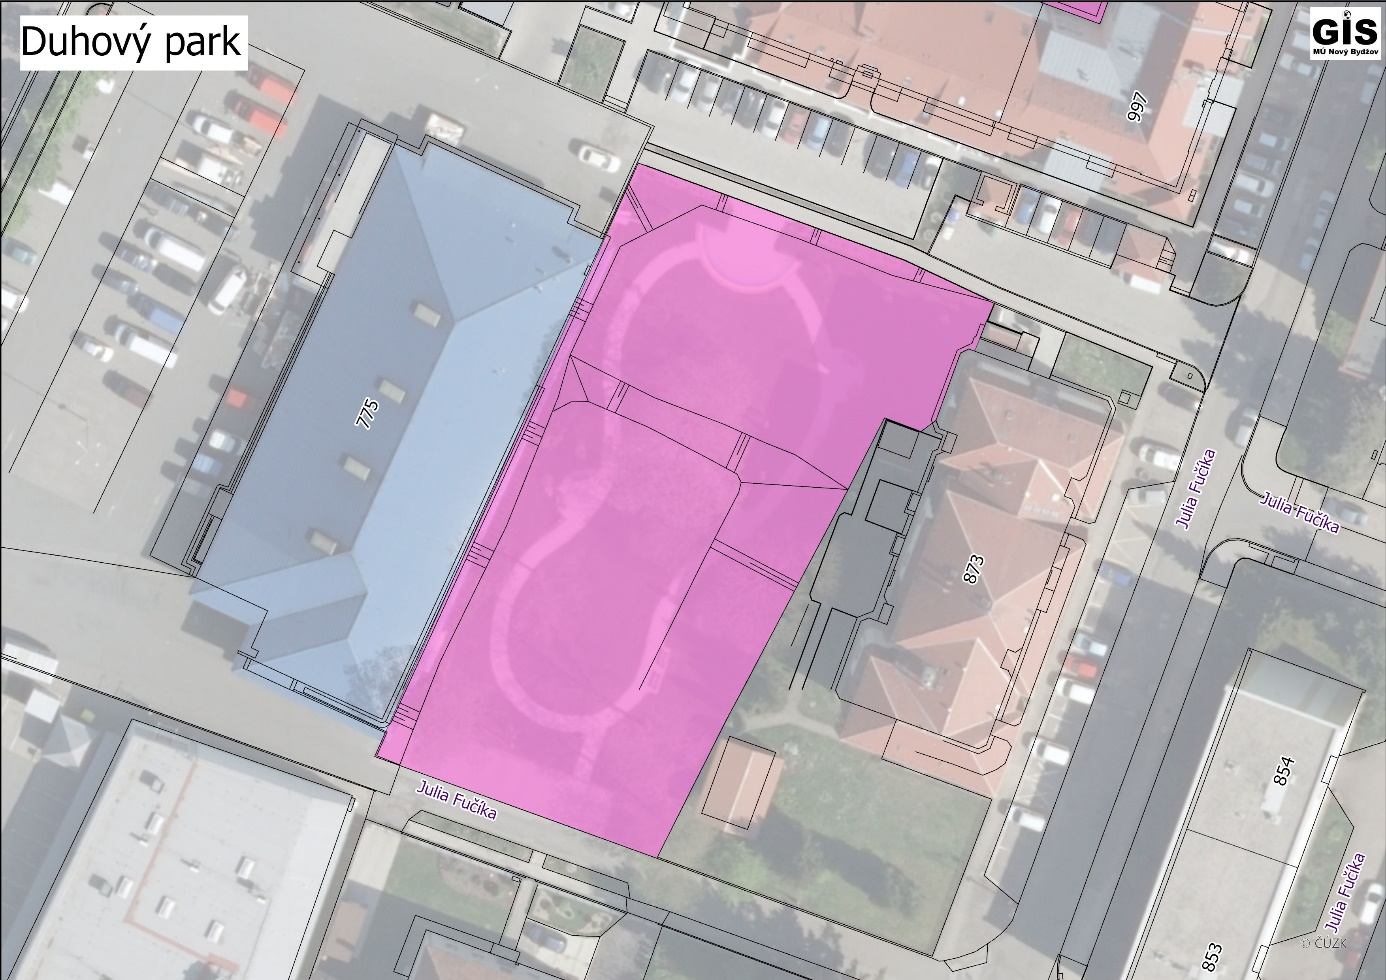 Duhový park
GIS
MÚ Nový Bydžov
997
775
Julia Fučíka
Julia Fučíka
873
Julia Fučíka
854
Julia Fučíka
853
© ČÚZK